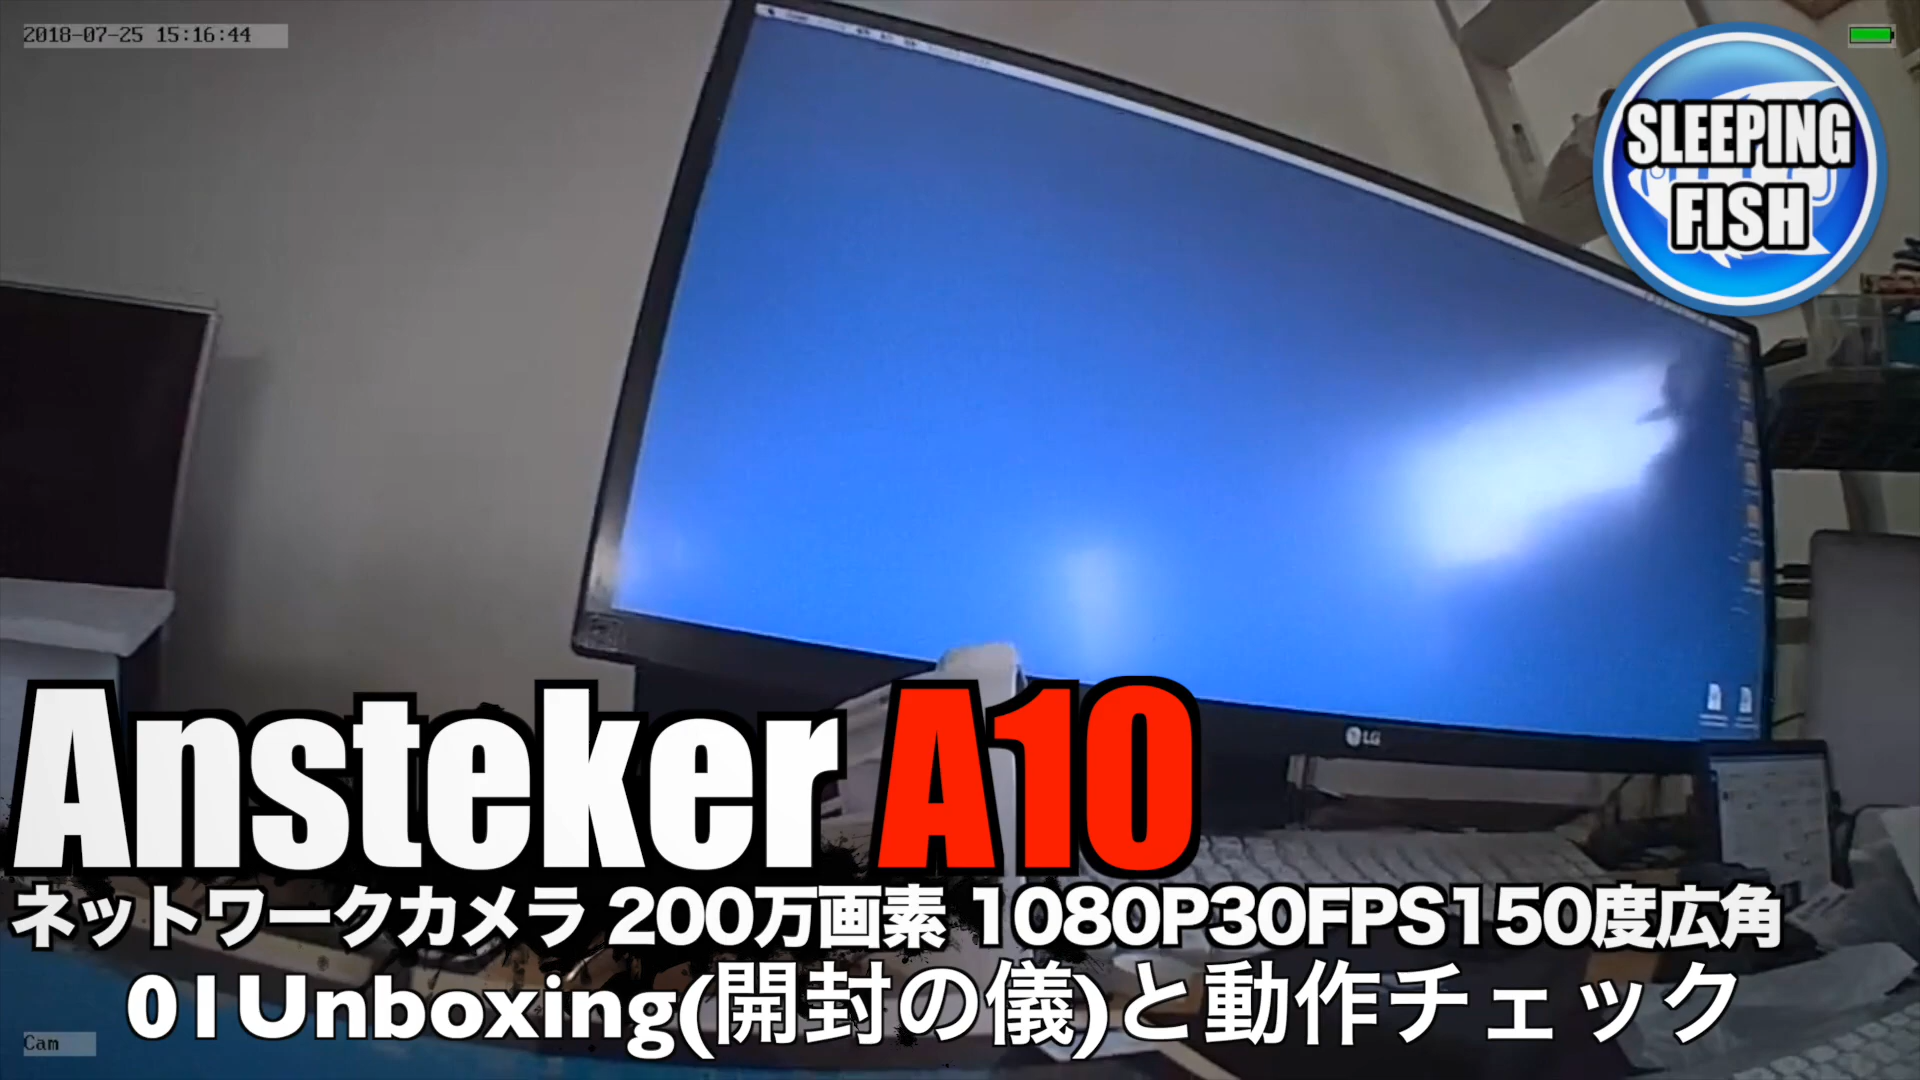 2018-07-25 15:16:44
SLEEPING
FISH
LG
Ansteker A10
ネットワークカメラ 200万画素 1080P30FPS150度広角
01Unboxing(開封の儀)と動作チェック
Cam